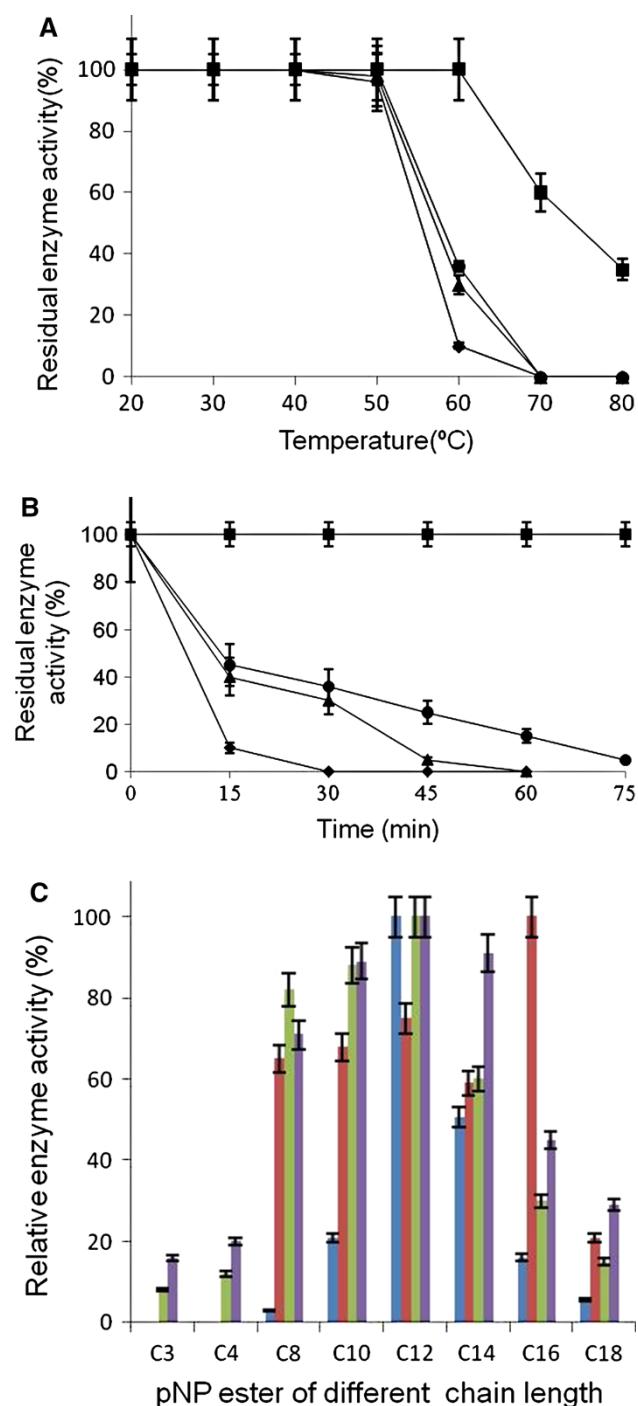 A
Residual enzyme activity(%)
100
80
60
40
20
0
20 30 40 50 60 70 80
Temperature(ºC)
B
Residual enzyme
activity (%)
100
80
60
40
20
0
0 15 30 45 60 75
Time (min)
C
Relative enzyme activity (%)
100
80
60
40
20
0
C3 C4 C8 C10 C12 C14 C16 C18
pNP ester of different chain length